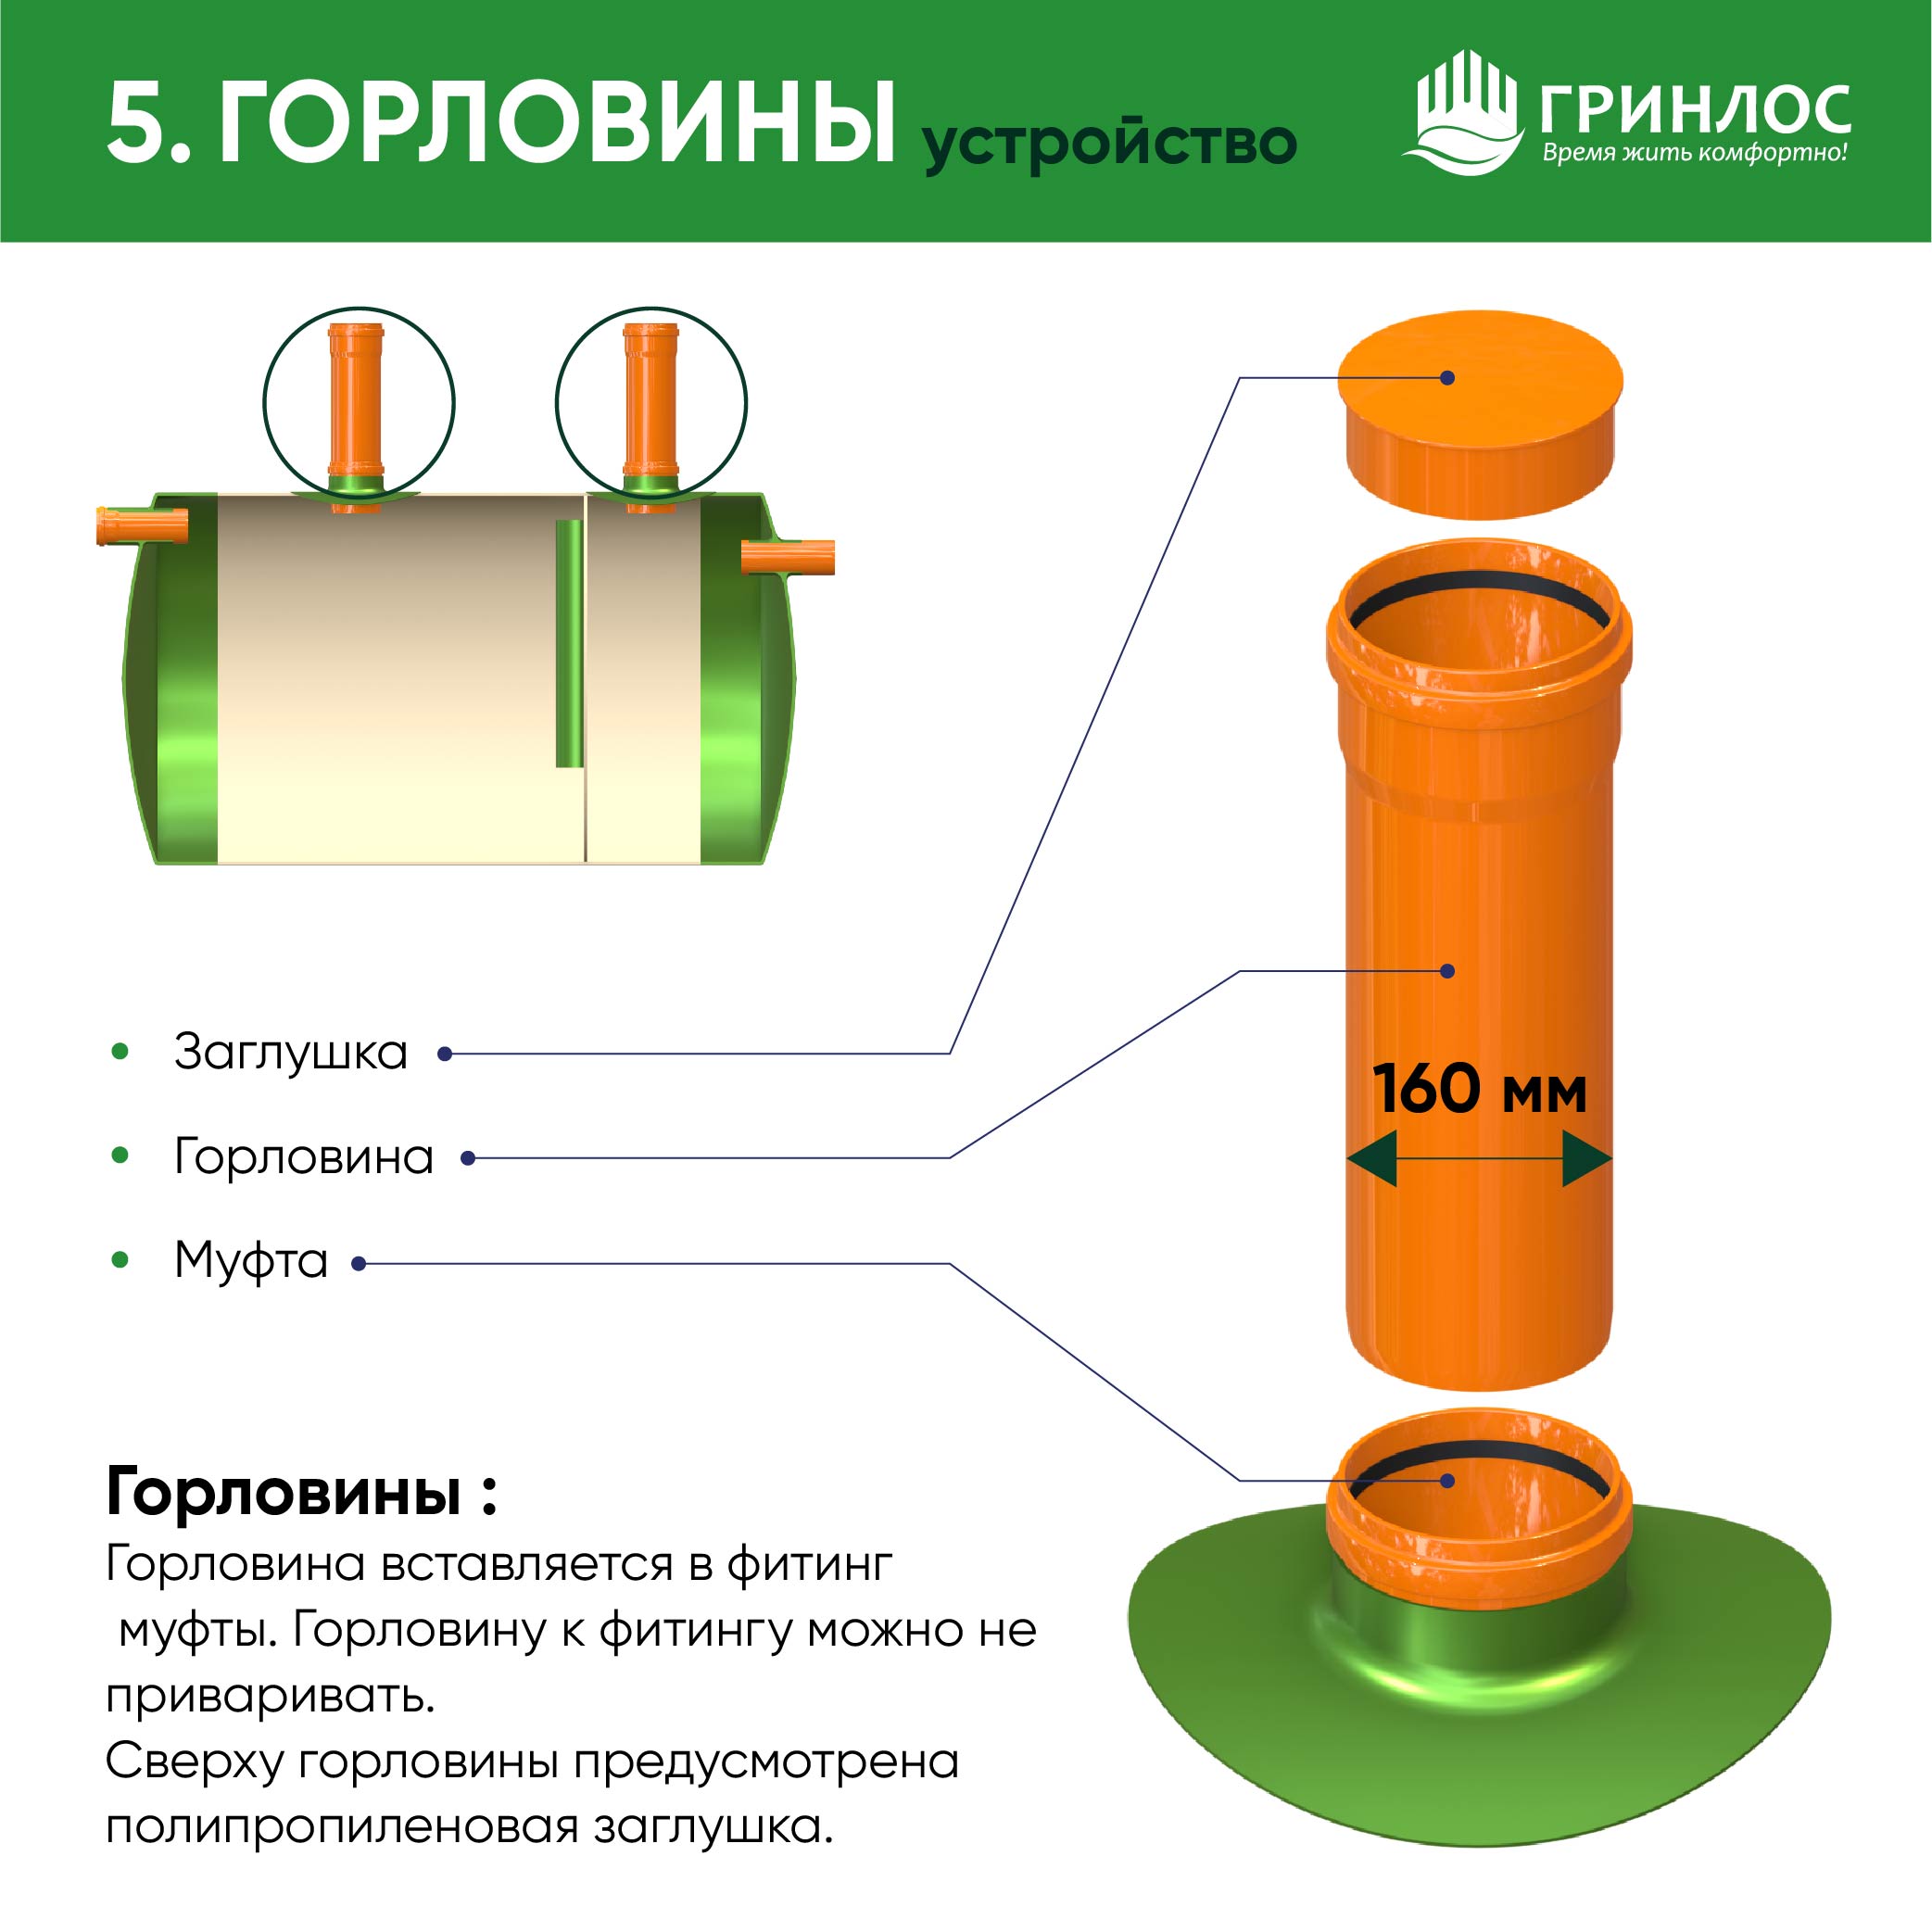 5. ГОРЛОВИНЫ устройство
ГРИНЛОС
Время жить комфортно!
Заглушка
Горловина
Муфта
160 мм
Горловины :
Горловина вставляется в фитинг
муфты. Горловину к фитингу можно не
приваривать.
Сверху горловины предусмотрена
полипропиленовая заглушка.